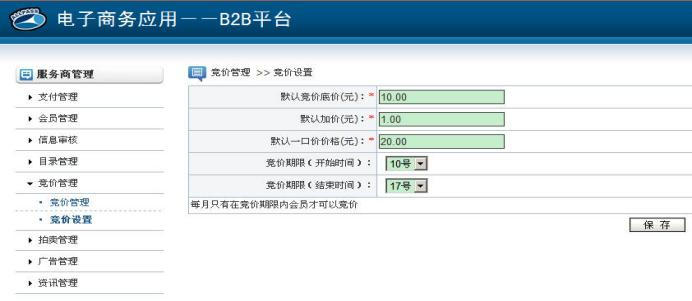 电子商务应用——B2B平台
服务商管理
支付管理
会员管理
信息审核
目录管理
竞价管理
竞价管理
竞价设置
拍卖管理
广告管理
资讯管理
竞价管理 >> 竞价设置
默认竞价底价(元)：* 10.00
默认加价(元)：* 1.00
默认一口价价格(元)：* 20.00
竞价期限(开始时间)： 10号
竞价期限(结束时间)： 17号
每月只有在竞价期限内会员才可以竞价
保 存